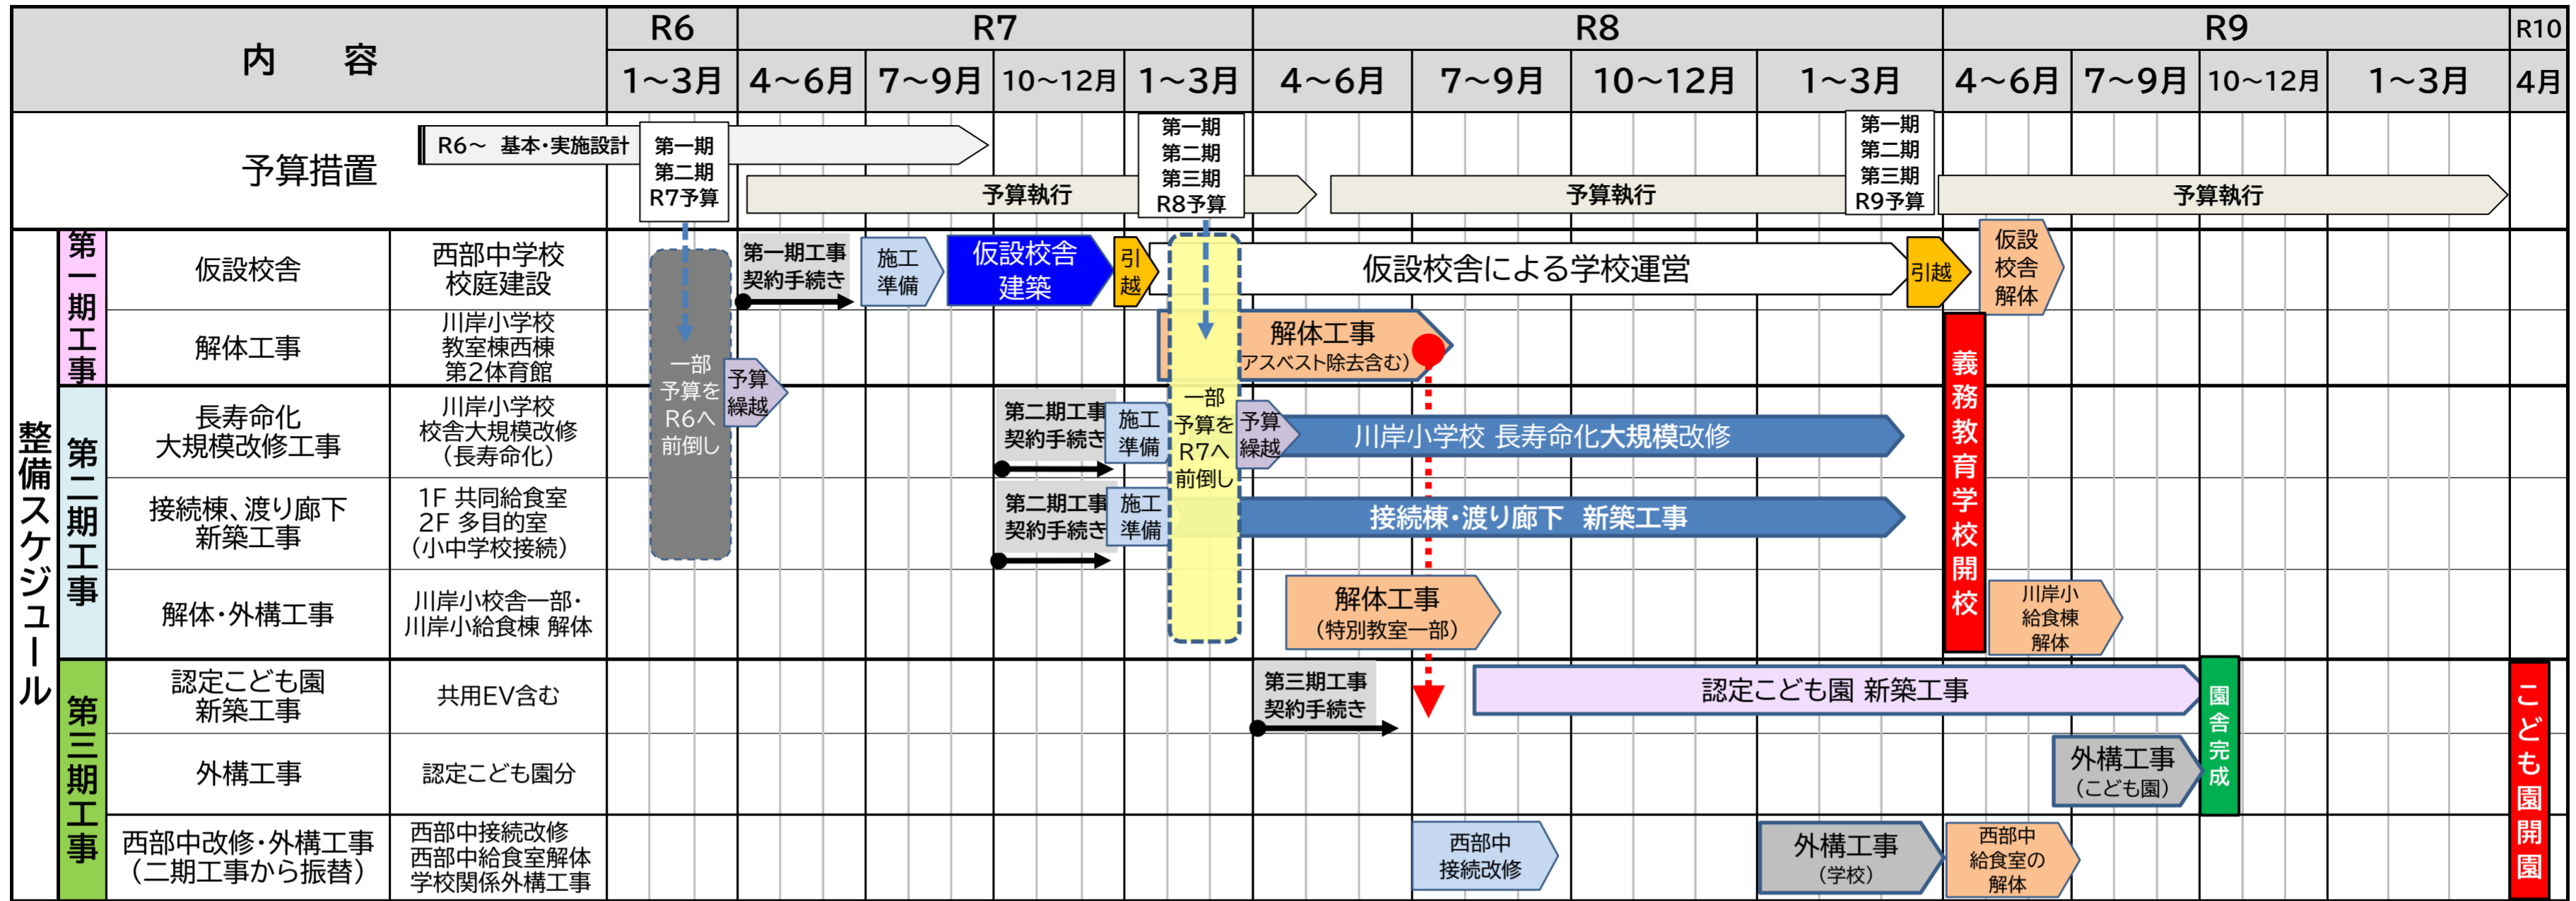 内　容
R6
R7
R8
R9
R10
1～3月
4～6月
7～9月
10～12月
1～3月
4～6月
7～9月
10～12月
1～3月
4～6月
7～9月
10～12月
1～3月
4月
予算措置
R6～ 基本・実施設計
第一期
第二期
R7予算
第一期
第二期
第三期
R8予算
第一期
第二期
第三期
R9予算
予算執行
予算執行
予算執行
整備スケジュール
第一期工事
仮設校舎
西部中学校
校庭建設
第一期工事
契約手続き
施工
準備
仮設校舎
建築
引
越
仮設校舎による学校運営
引越
仮設
校舎
解体
解体工事
川岸小学校
教室棟西棟
第2体育館
一部
予算を
R6へ
前倒し
予算
繰越
解体工事
アスベスト除去含む）
義務教育学校開校
第二期工事
長寿命化
大規模改修工事
川岸小学校
校舎大規模改修
（長寿命化）
第二期工事
契約手続き
施工
準備
一部
予算を
R7へ
前倒し
予算
繰越
川岸小学校 長寿命化大規模改修
接続棟、渡り廊下
新築工事
1F 共同給食室
2F 多目的室
（小中学校接続）
第二期工事
契約手続き
施工
準備
接続棟・渡り廊下　新築工事
解体・外構工事
川岸小校舎一部・
川岸小給食棟 解体
解体工事
（特別教室一部）
川岸小
給食棟
解体
第三期工事
認定こども園
新築工事
共用EV含む
第三期工事
契約手続き
認定こども園 新築工事
園舎完成
こども園開園
外構工事
認定こども園分
外構工事
（こども園）
西部中改修・外構工事
（二期工事から振替）
西部中接続改修
西部中給食室解体
学校関係外構工事
西部中
接続改修
外構工事
（学校）
西部中
給食室の
解体